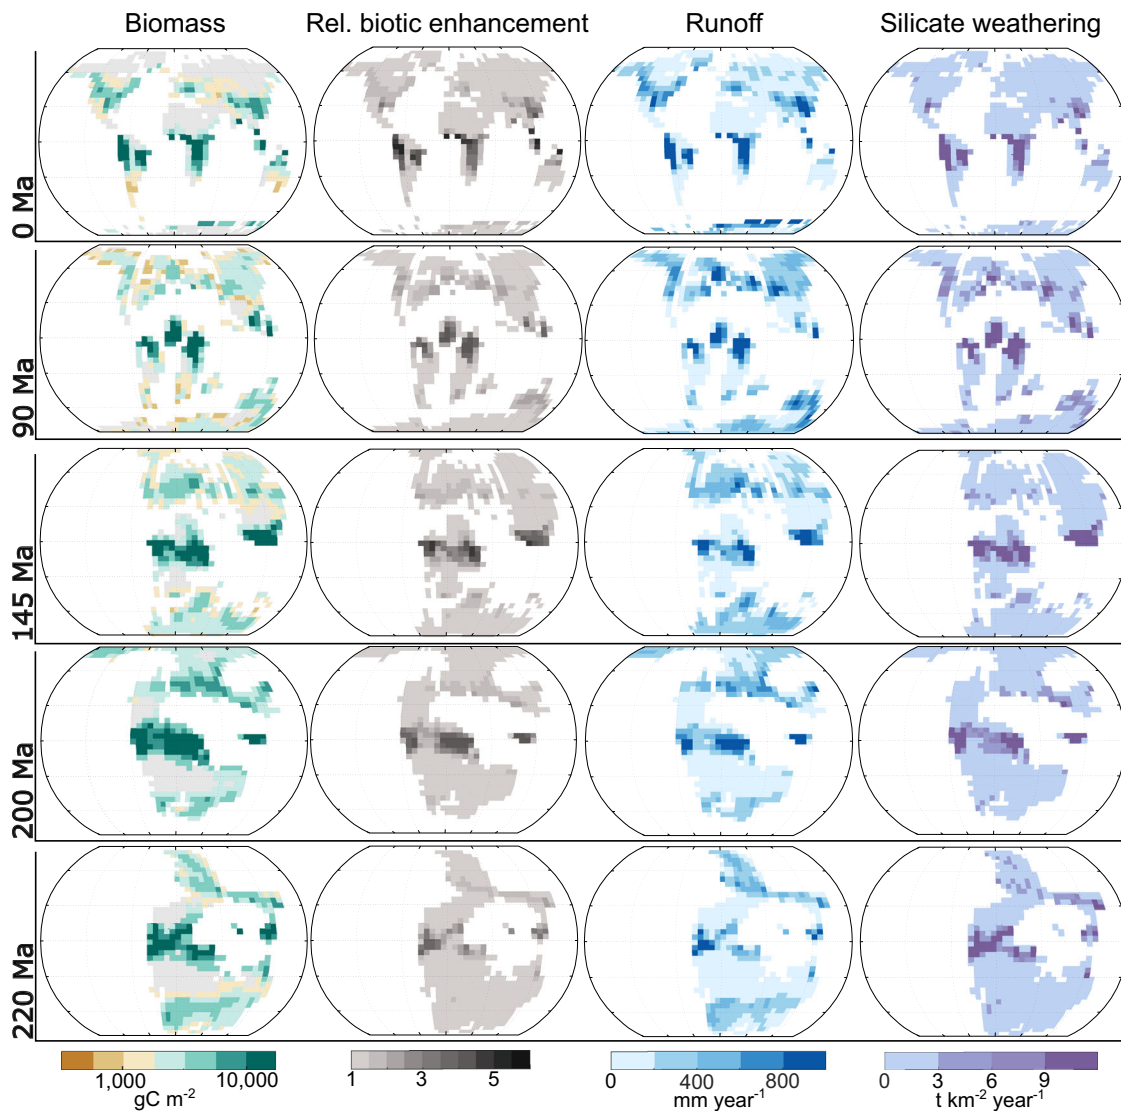 Biomass Rel. biotic enhancement Runoff Silicate weathering
0 Ma
90 Ma
145 Ma
200 Ma
220 Ma
1,000 10,000 1 3 5 0 400 800 0 3 6 9
gC m⁻² mm year⁻¹ t km⁻² year⁻¹